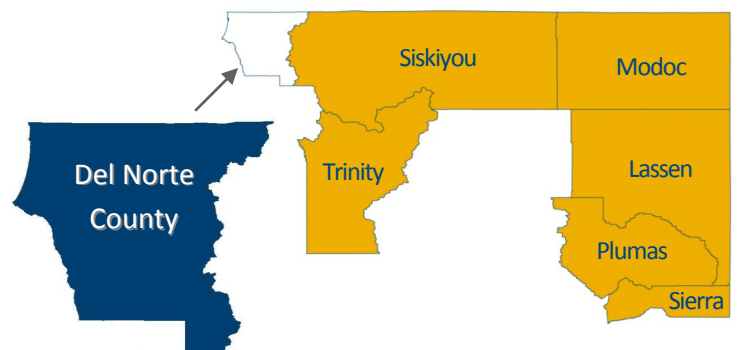 Siskiyou
Modoc
Del Norte
County
Trinity
Lassen
Plumas
Sierra